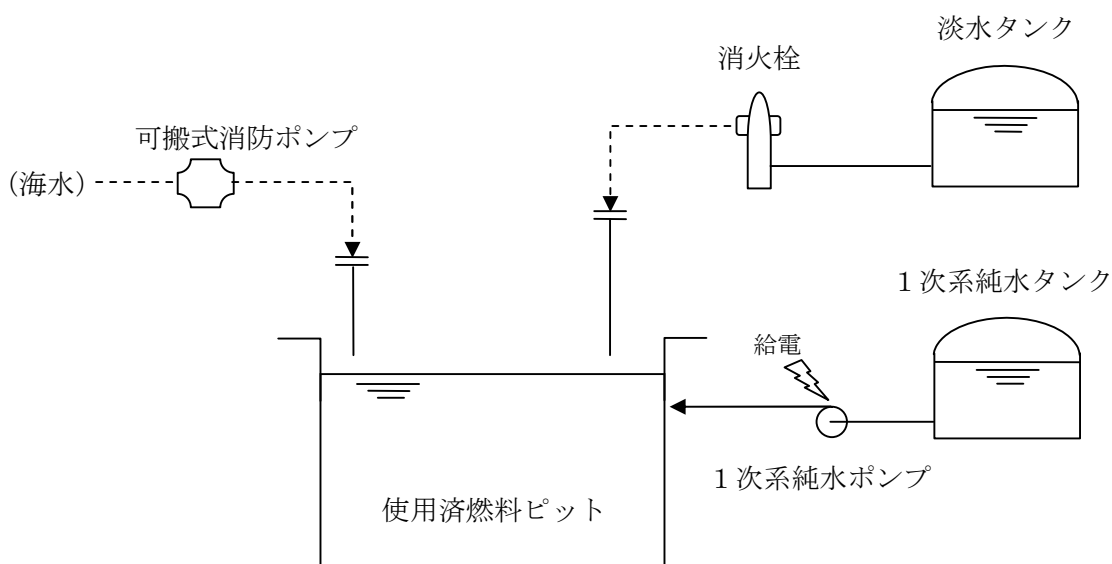 淡水タンク
消火栓
可搬式消防ポンプ
(海水)
１次系純水タンク
給電
１次系純水ポンプ
使用済燃料ピット